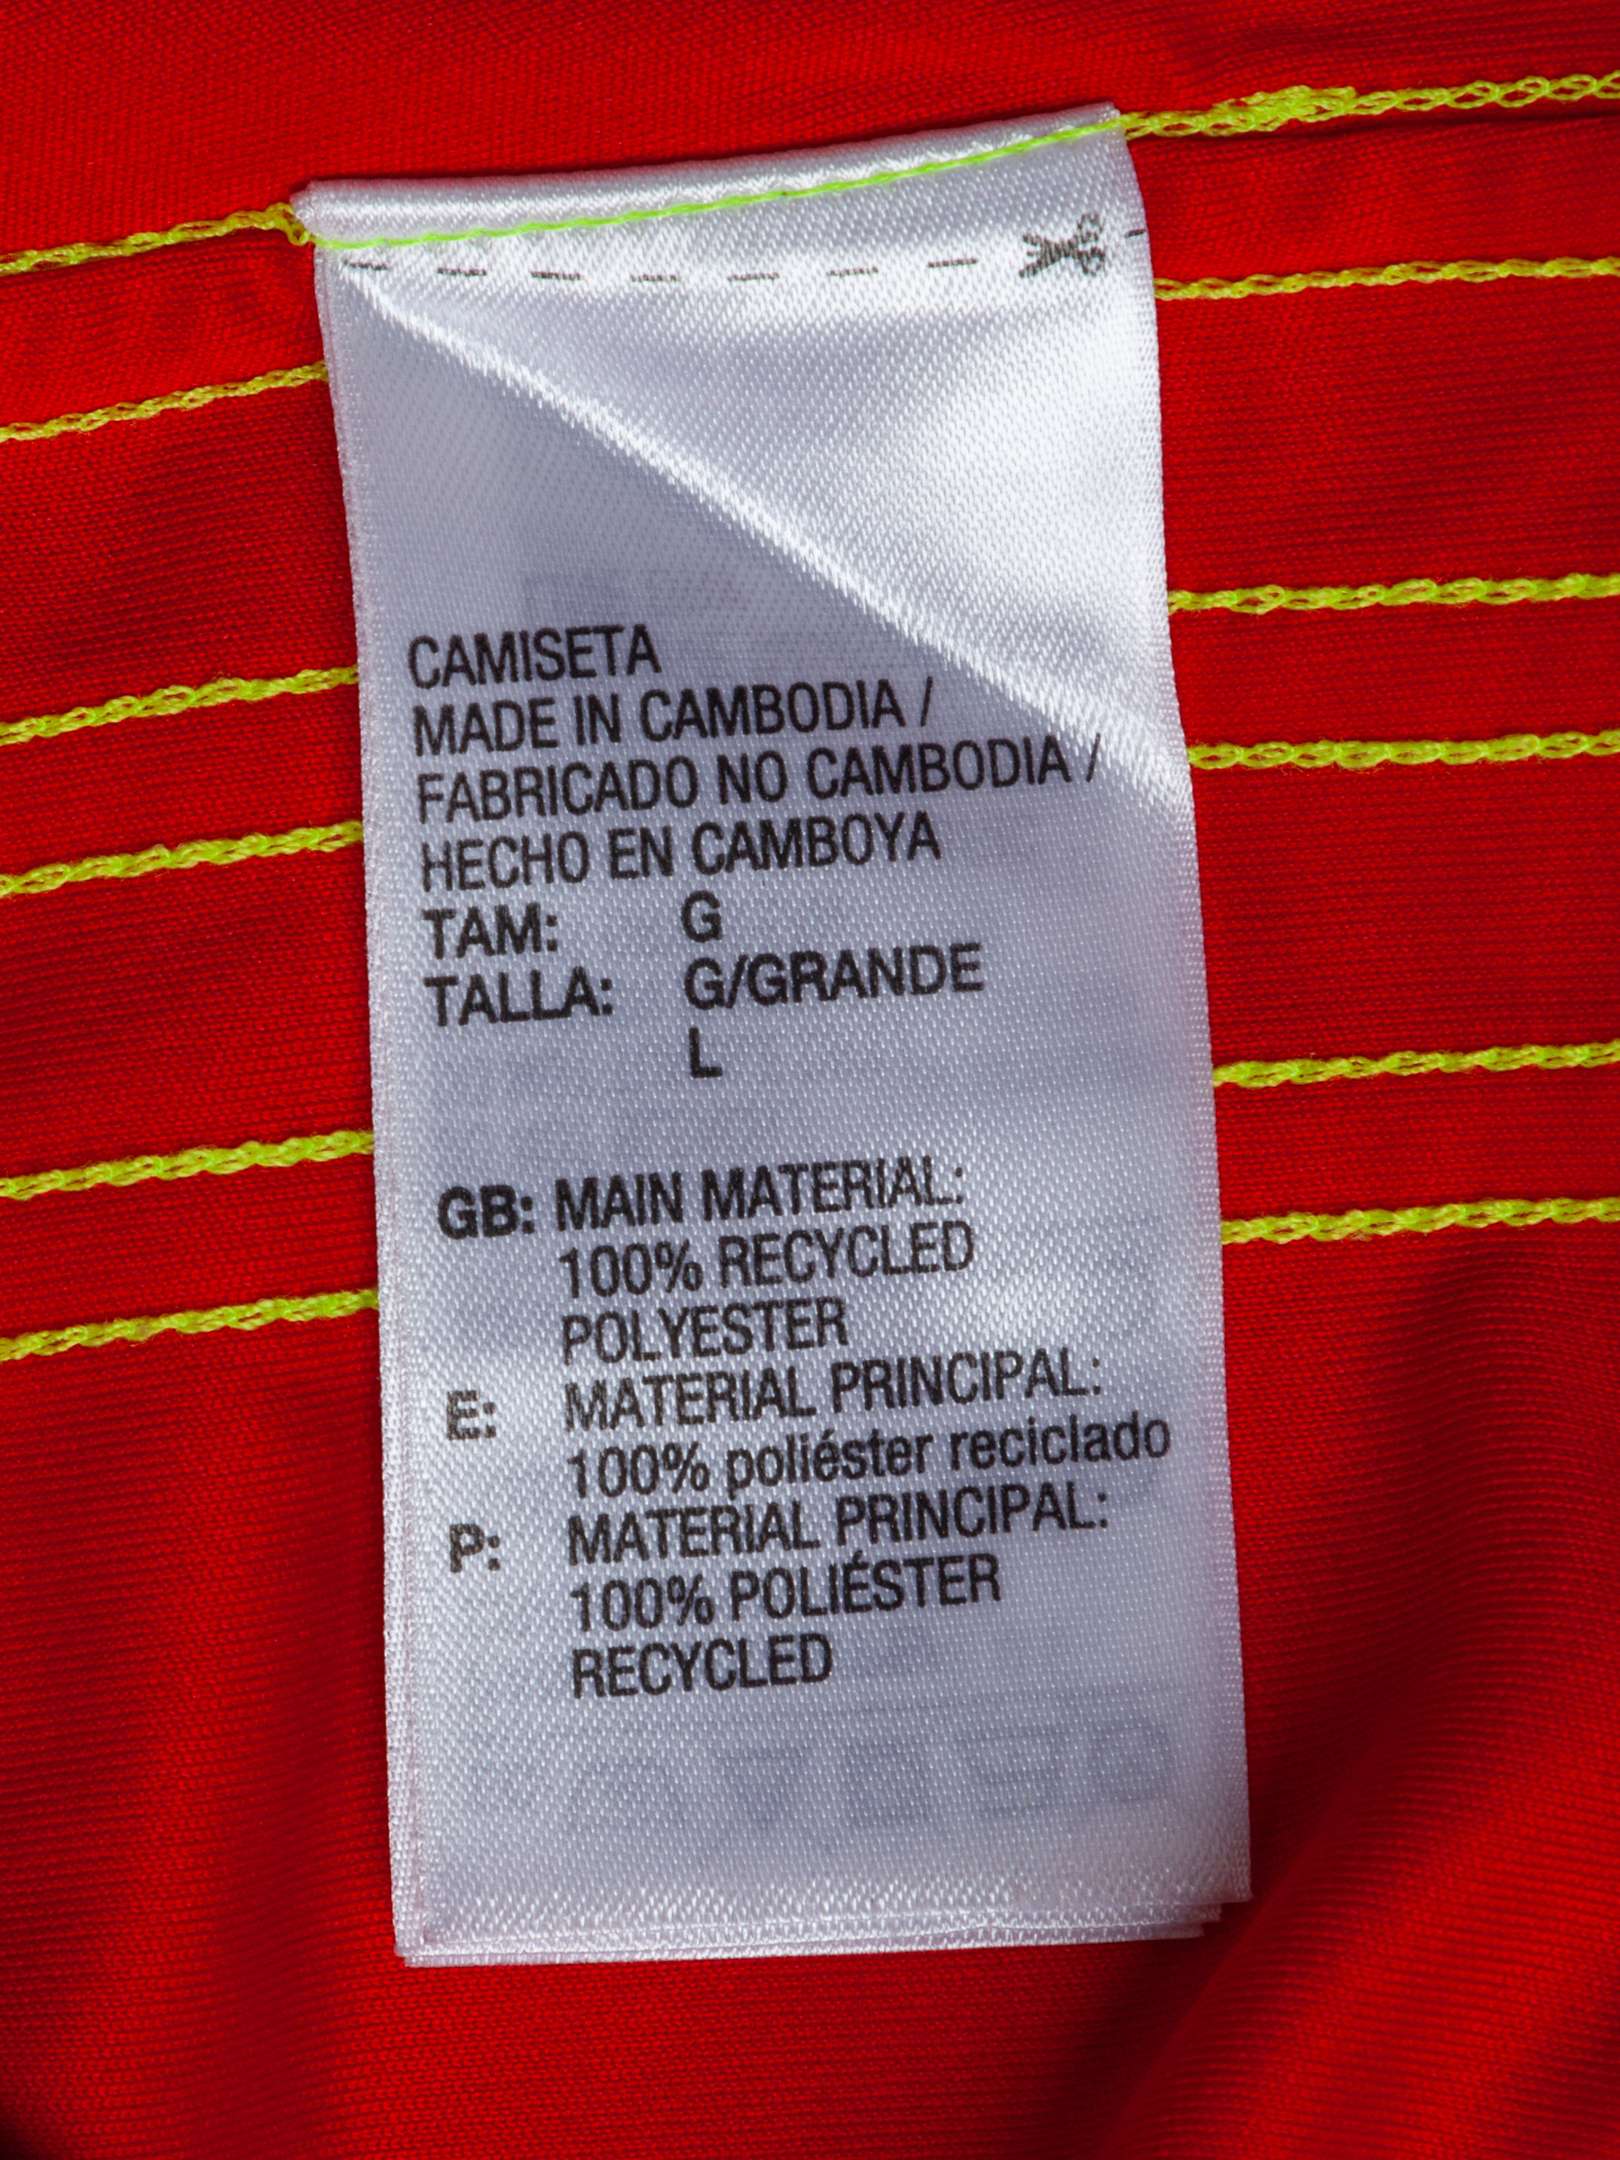 CAMISETA
MADE IN CAMBODIA /
FABRICADO NO CAMBODIA /
HECHO EN CAMBOYA
TAM: G
TALLA: G/GRANDE
L
GB: MAIN MATERIAL:
100% RECYCLED
POLYESTER
E: MATERIAL PRINCIPAL:
100% poliéster reciclado
P: MATERIAL PRINCIPAL:
100% POLIÉSTER
RECYCLED